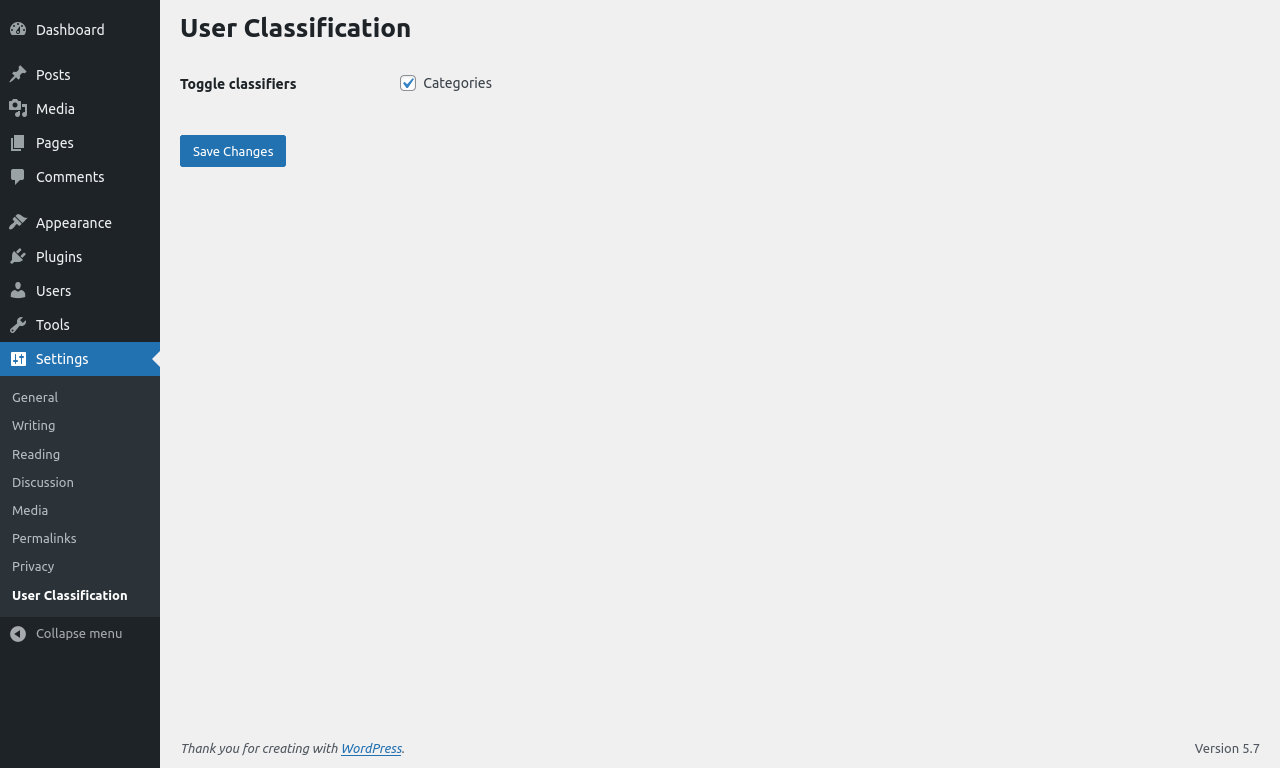 Dashboard
Posts
Media
Pages
Comments
Appearance
Plugins
Users
Tools
Settings
General
Writing
Reading
Discussion
Media
Permalinks
Privacy
User Classification
Collapse menu
User Classification
Toggle classifiers
Categories
Save Changes
Thank you for creating with WordPress.
Version 5.7